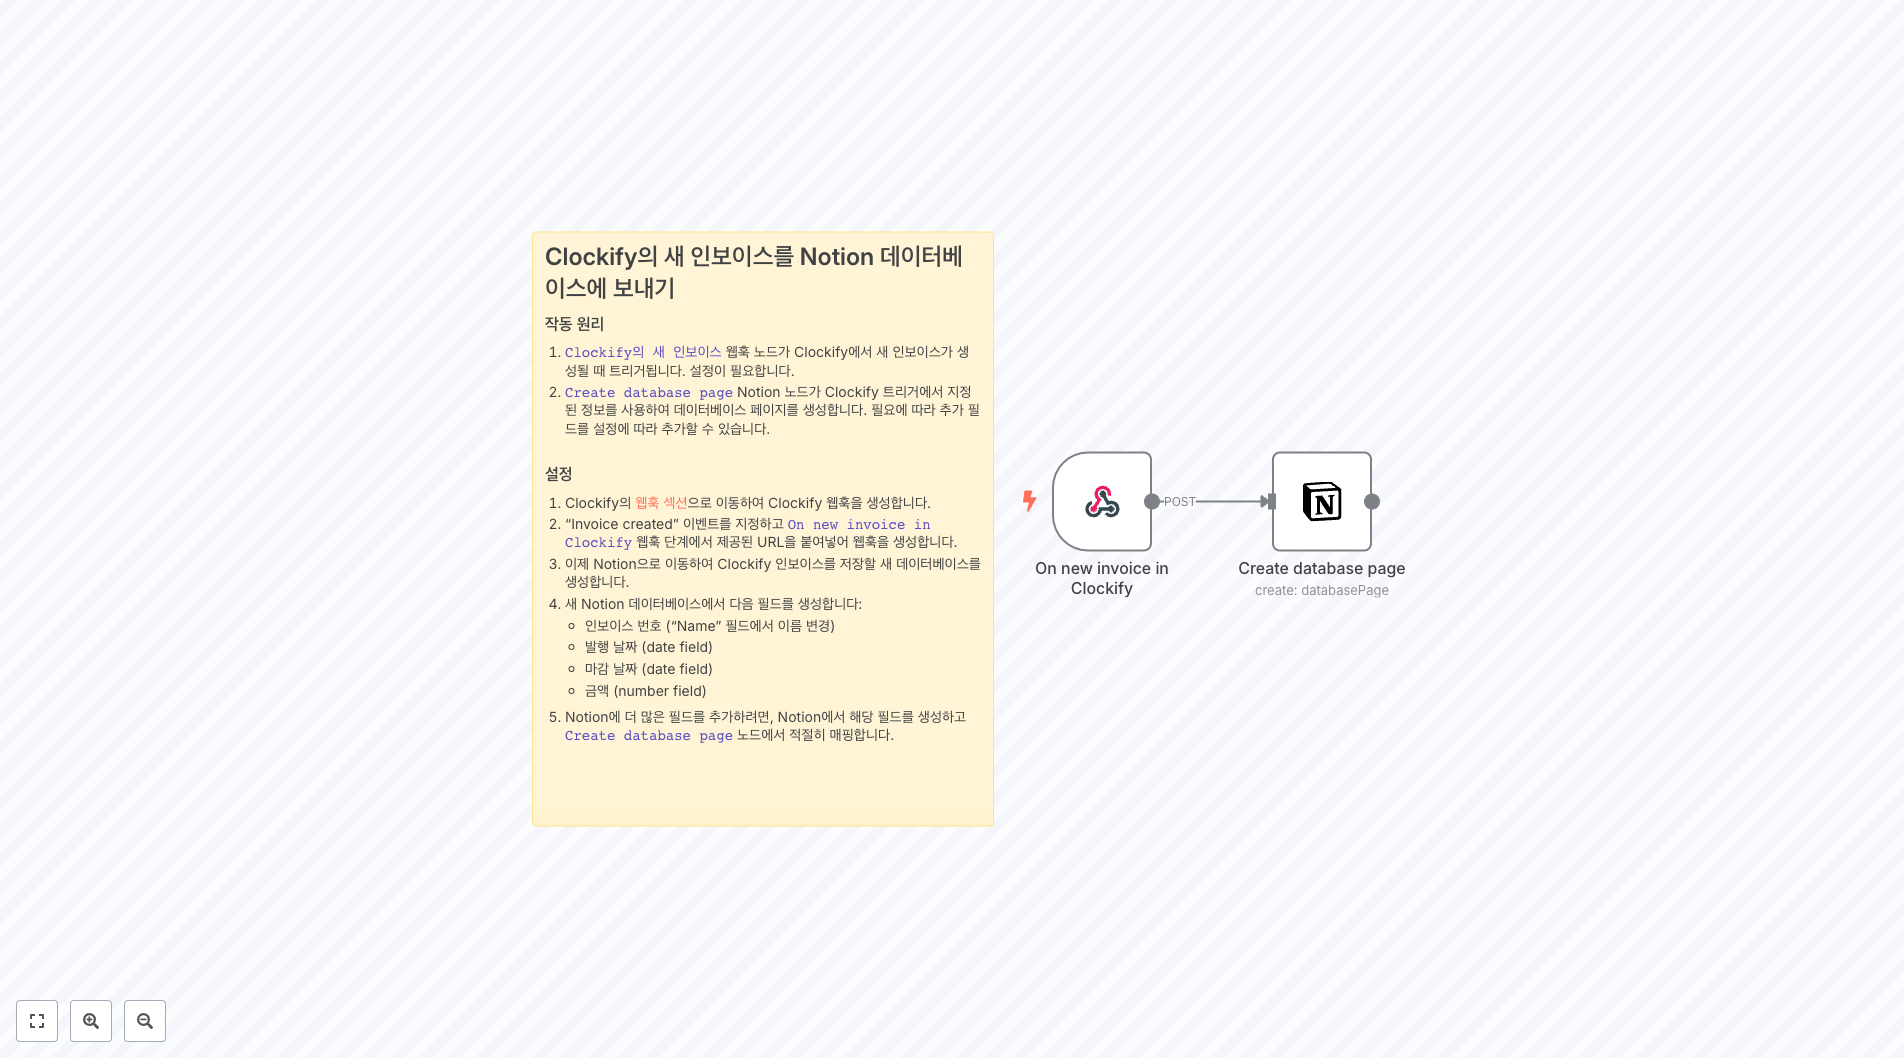 Clockify의 새 인보이스를 Notion 데이터베
이스에 보내기
작동 원리
1. Clockify의 새 인보이스 웹훅 노드가 Clockify에서 새 인보이스가 생
성될 때 트리거됩니다. 설정이 필요합니다.
2. Create database page Notion 노드가 Clockify 트리거에서 지정
된 정보를 사용하여 데이터베이스 페이지를 생성합니다. 필요에 따라 추가 필
드를 설정에 따라 추가할 수 있습니다.
설정
1. Clockify의 웹훅 섹션으로 이동하여 Clockify 웹훅을 생성합니다.
2. “Invoice created” 이벤트를 지정하고 On new invoice in
Clockify 웹훅 단계에서 제공된 URL을 붙여넣어 웹훅을 생성합니다.
3. 이제 Notion으로 이동하여 Clockify 인보이스를 저장할 새 데이터베이스를
생성합니다.
4. 새 Notion 데이터베이스에서 다음 필드를 생성합니다:
인보이스 번호 (“Name” 필드에서 이름 변경)
발행 날짜 (date field)
마감 날짜 (date field)
금액 (number field)
5. Notion에 더 많은 필드를 추가하려면, Notion에서 해당 필드를 생성하고
Create database page 노드에서 적절히 매핑합니다.
POST
N
On new invoice in
Clockify
Create database page
create: databasePage